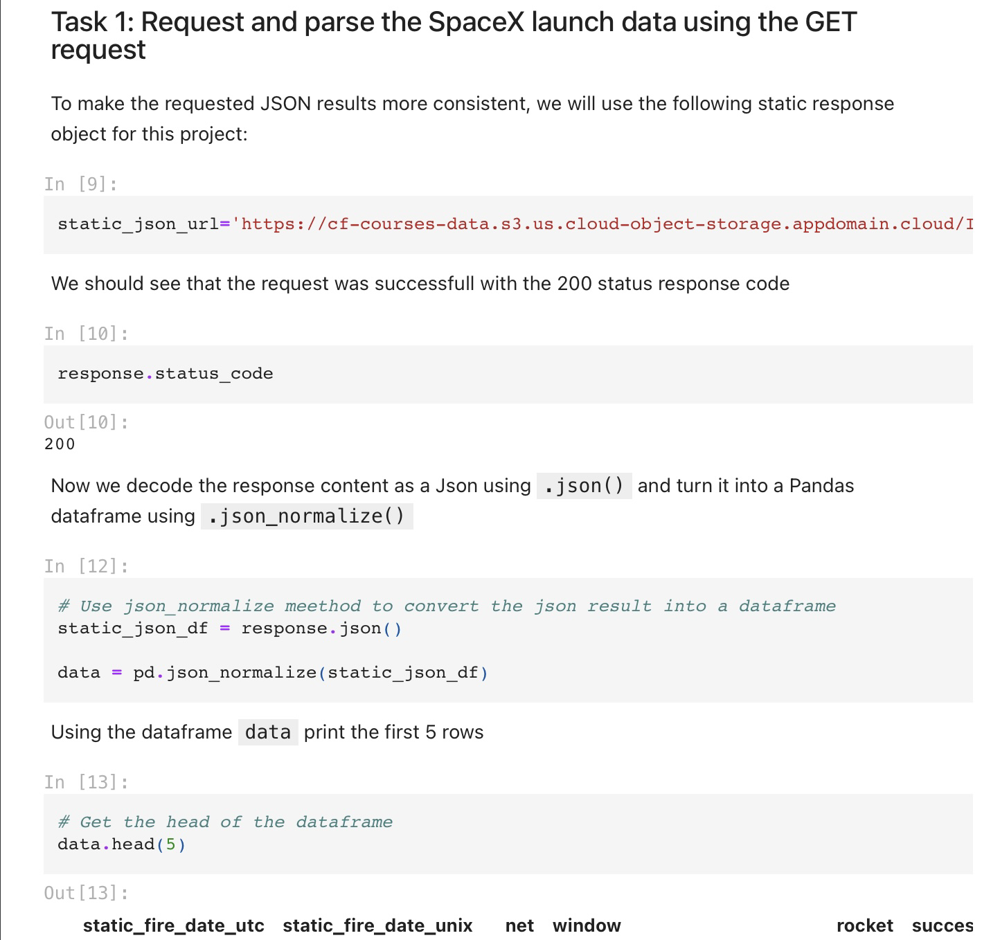 Task 1: Request and parse the SpaceX launch data using the GET
request
To make the requested JSON results more consistent, we will use the following static response
object for this project:
In [9]:
static_json_url='https://cf-courses-data.s3.us.cloud-object-storage.appdomain.cloud/I
We should see that the request was successfull with the 200 status response code
In [10]:
response.status_code
Out[10]:
200
Now we decode the response content as a Json using .json() and turn it into a Pandas
dataframe using .json_normalize()
In [12]:
# Use json_normalize meethod to convert the json result into a dataframe
static_json_df = response.json()
data = pd.json_normalize(static_json_df)
Using the dataframe data print the first 5 rows
In [13]:
# Get the head of the dataframe
data.head(5)
Out[13]:
static_fire_date_utc static_fire_date_unix net window rocket succes